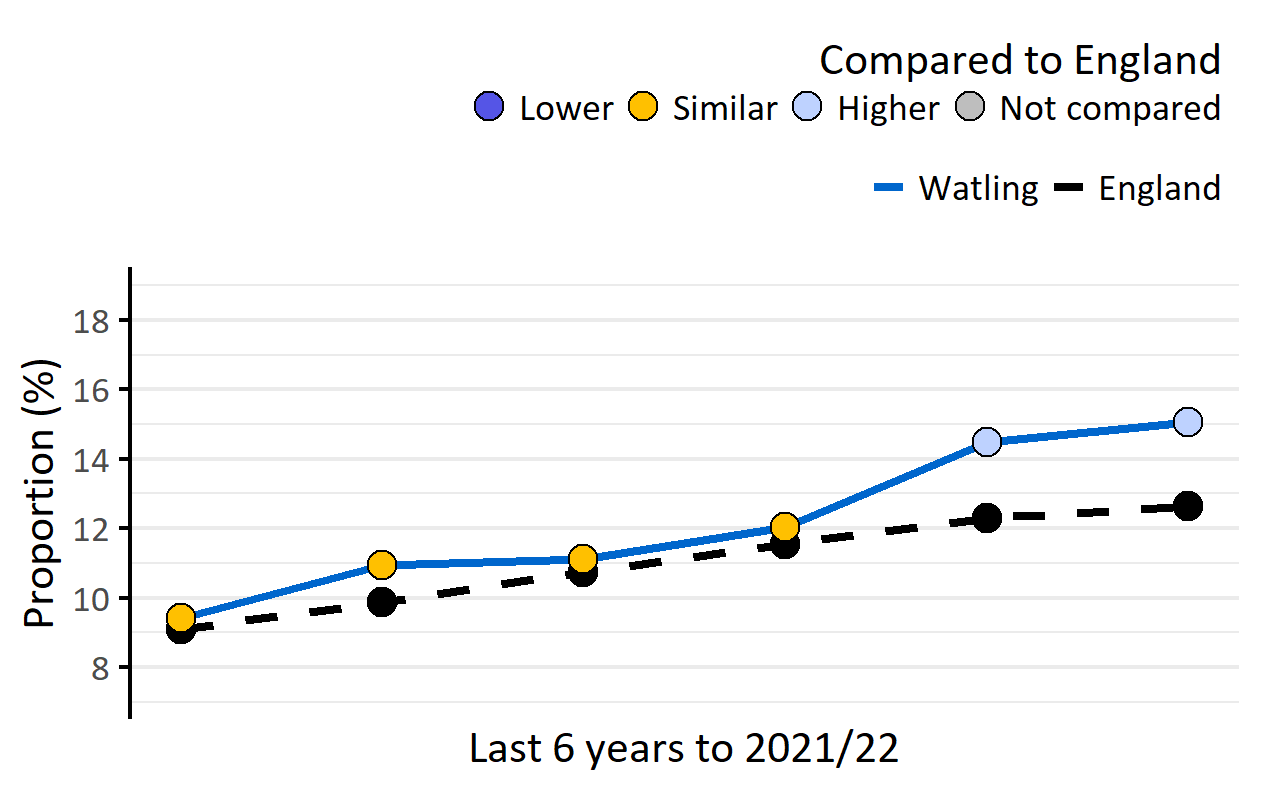 Compared to England
Lower Similar Higher Not compared
Watling England
Proportion (%)
18
16
14
12
10
8
Last 6 years to 2021/22